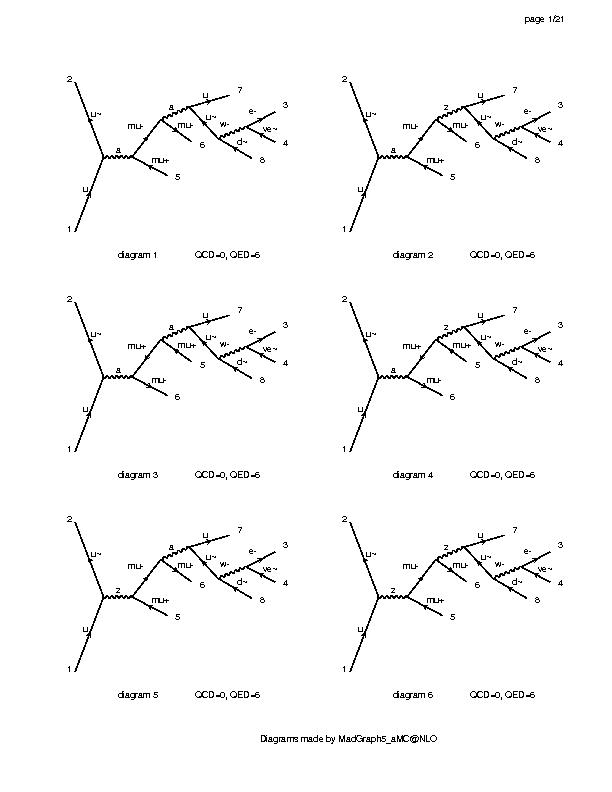 page 1/21
2 u~ a u 7 u~ w- e- 3 ve~ 4 d~ 8 mu- mu- 6 a mu+ 5 u 1
diagram 1 QCD=0, QED=6
2 u~ z u 7 u~ w- e- 3 ve~ 4 d~ 8 mu- mu- 6 a mu+ 5 u 1
diagram 2 QCD=0, QED=6
2 u~ a u 7 u~ w- e- 3 ve~ 4 d~ 8 mu+ mu+ 5 a mu- 6 u 1
diagram 3 QCD=0, QED=6
2 u~ z u 7 u~ w- e- 3 ve~ 4 d~ 8 mu+ mu+ 5 a mu- 6 u 1
diagram 4 QCD=0, QED=6
2 u~ a u 7 u~ w- e- 3 ve~ 4 d~ 8 mu- mu- 6 z mu+ 5 u 1
diagram 5 QCD=0, QED=6
2 u~ z u 7 u~ w- e- 3 ve~ 4 d~ 8 mu- mu- 6 z mu+ 5 u 1
diagram 6 QCD=0, QED=6
Diagrams made by MadGraph5_aMC@NLO